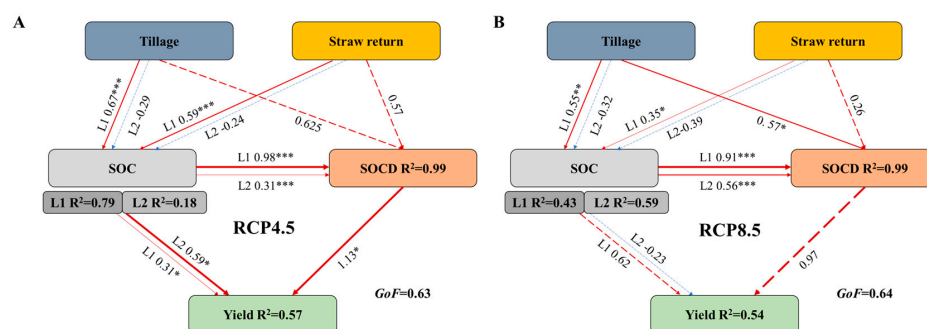 A
Tillage
Straw return
L1 0.67***
L2 -0.29
L1 0.59***
L2 -0.24
0.625
0.57
SOC
L1 0.98***
L2 0.31***
SOCD R²=0.99
L1 R²=0.79
L2 R²=0.18
RCP4.5
L2 0.59*
L1 0.31*
1.13*
GoF=0.63
Yield R²=0.57
B
Tillage
Straw return
L1 0.55**
L2 -0.32
L1 0.35*
L2-0.39
0.57*
0.26
SOC
L1 0.91***
L2 0.56***
SOCD R²=0.99
L1 R²=0.43
L2 R²=0.59
RCP8.5
L2 -0.23
L1 0.62
0.97
GoF=0.64
Yield R²=0.54